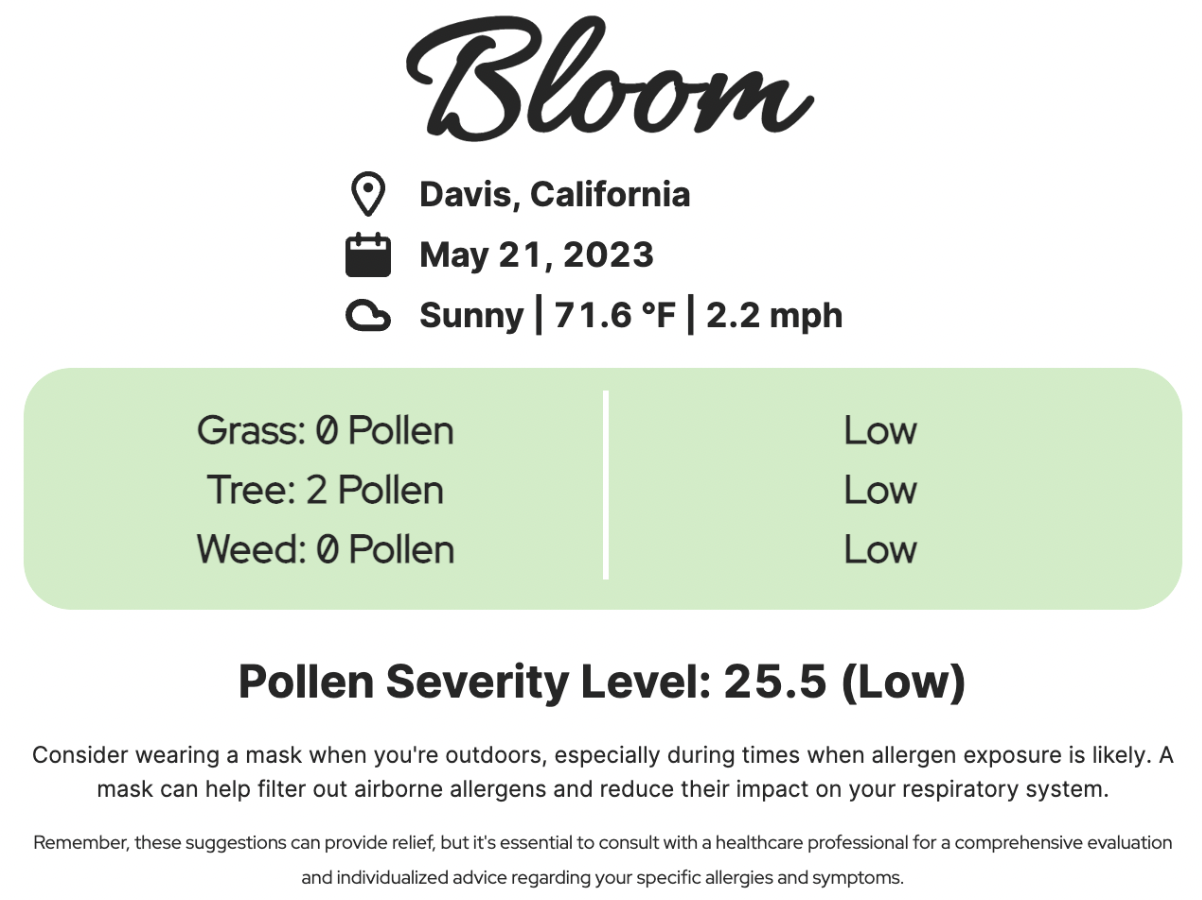 Bloom
Davis, California
May 21, 2023
Sunny | 71.6 °F | 2.2 mph
Grass: 0 Pollen Low
Tree: 2 Pollen Low
Weed: 0 Pollen Low
Pollen Severity Level: 25.5 (Low)
Consider wearing a mask when you're outdoors, especially during times when allergen exposure is likely. A
mask can help filter out airborne allergens and reduce their impact on your respiratory system.
Remember, these suggestions can provide relief, but it's essential to consult with a healthcare professional for a comprehensive evaluation
and individualized advice regarding your specific allergies and symptoms.